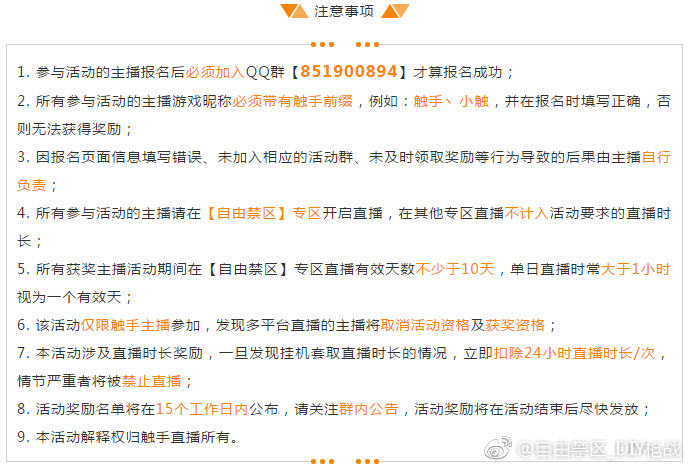 注意事项
1. 参与活动的主播报名后必须加入QQ群【851900894】才算报名成功；
2. 所有参与活动的主播游戏昵称必须带有触手前缀，例如：触手丶小触，并在报名时填写正确，否
则无法获得奖励；
3. 因报名页面信息填写错误、未加入相应的活动群、未及时领取奖励等行为导致的后果由主播自行
负责；
4. 所有参与活动的主播请在【自由禁区】专区开启直播，在其他专区直播不计入活动要求的直播时
长；
5. 所有获奖主播活动期间在【自由禁区】专区直播有效天数不少于10天，单日直播时常大于1小时
视为一个有效天；
6. 该活动仅限触手主播参加，发现多平台直播的主播将取消活动资格及获奖资格；
7. 本活动涉及直播时长奖励，一旦发现挂机套取直播时长的情况，立即扣除24小时直播时长/次，
情节严重者将被禁止直播；
8. 活动奖励名单将在15个工作日内公布，请关注群内公告，活动奖励将在活动结束后尽快发放；
9. 本活动解释权归触手直播所有。
@自由禁区_DIY枪战